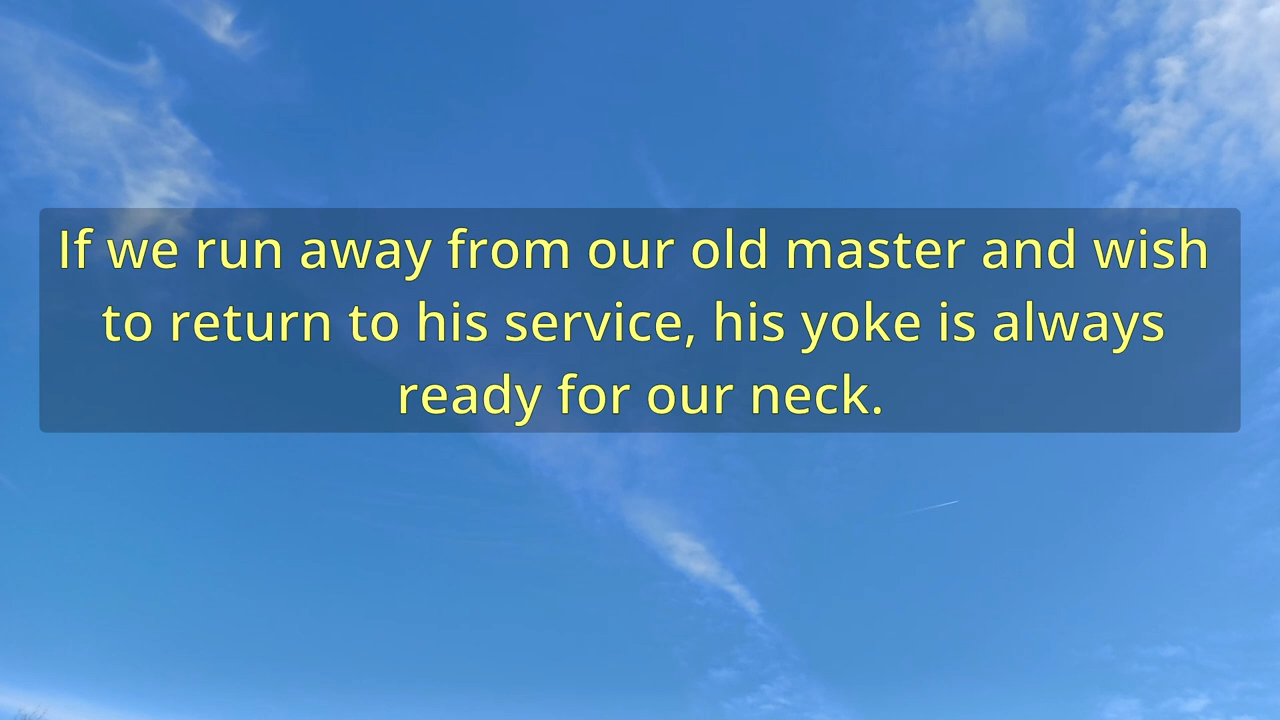 If we run away from our old master and wish
to return to his service, his yoke is always
ready for our neck.